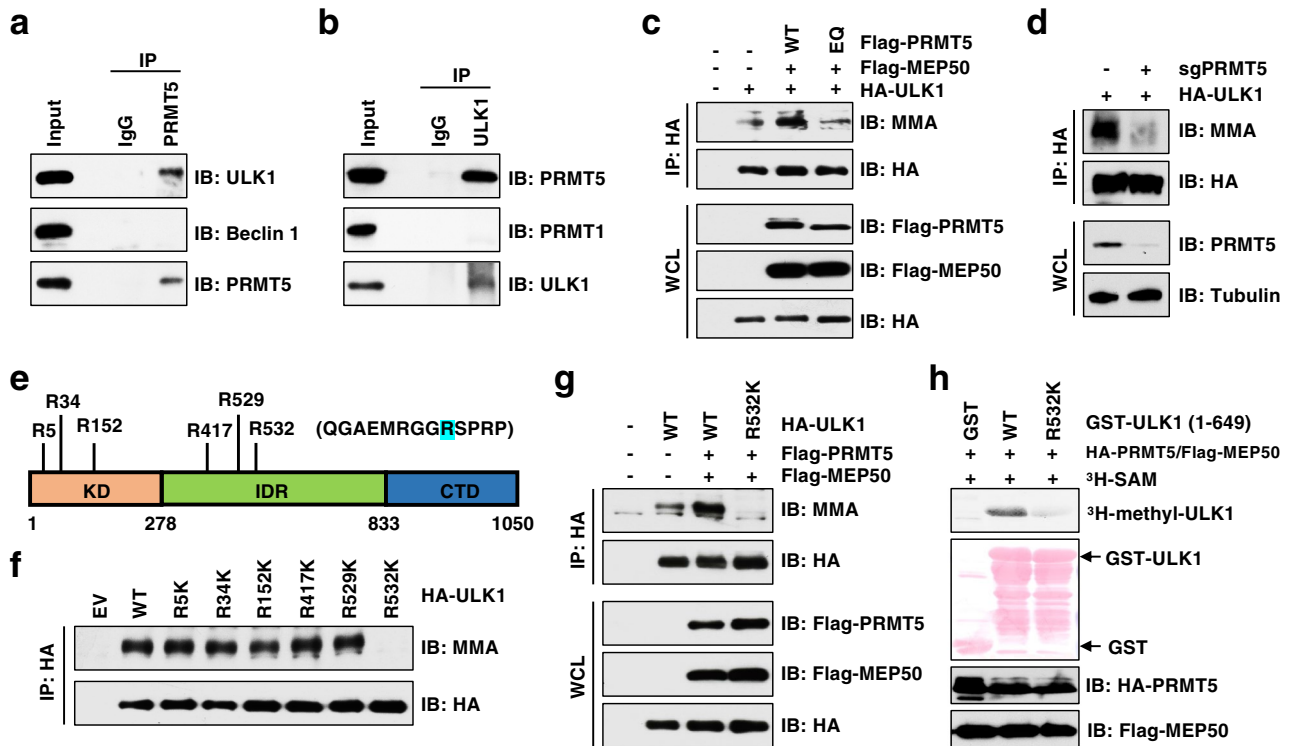 a
IP
Input
IgG
PRMT5
IB: ULK1
IB: Beclin 1
IB: PRMT5
b
IP
Input
IgG
ULK1
IB: PRMT5
IB: PRMT1
IB: ULK1
c
- - WT EQ Flag-PRMT5
- - + + Flag-MEP50
- + + + HA-ULK1
IP: HA
IB: MMA
IB: HA
WCL
IB: Flag-PRMT5
IB: Flag-MEP50
IB: HA
d
- + sgPRMT5
+ + HA-ULK1
IP: HA
IB: MMA
IB: HA
WCL
IB: PRMT5
IB: Tubulin
e
R5 R34 R152 R417 R529 R532 (QGAEMRGGRSPRP)
KD IDR CTD
1 278 833 1050
f
EV WT R5K R34K R152K R417K R529K R532K HA-ULK1
IP: HA
IB: MMA
IB: HA
g
- WT WT R532K HA-ULK1
- - + + Flag-PRMT5
- - + + Flag-MEP50
IP: HA
IB: MMA
IB: HA
WCL
IB: Flag-PRMT5
IB: Flag-MEP50
IB: HA
h
GST WT R532K GST-ULK1 (1-649)
+ + + HA-PRMT5/Flag-MEP50
+ + + ³H-SAM
³H-methyl-ULK1
GST-ULK1
GST
IB: HA-PRMT5
IB: Flag-MEP50